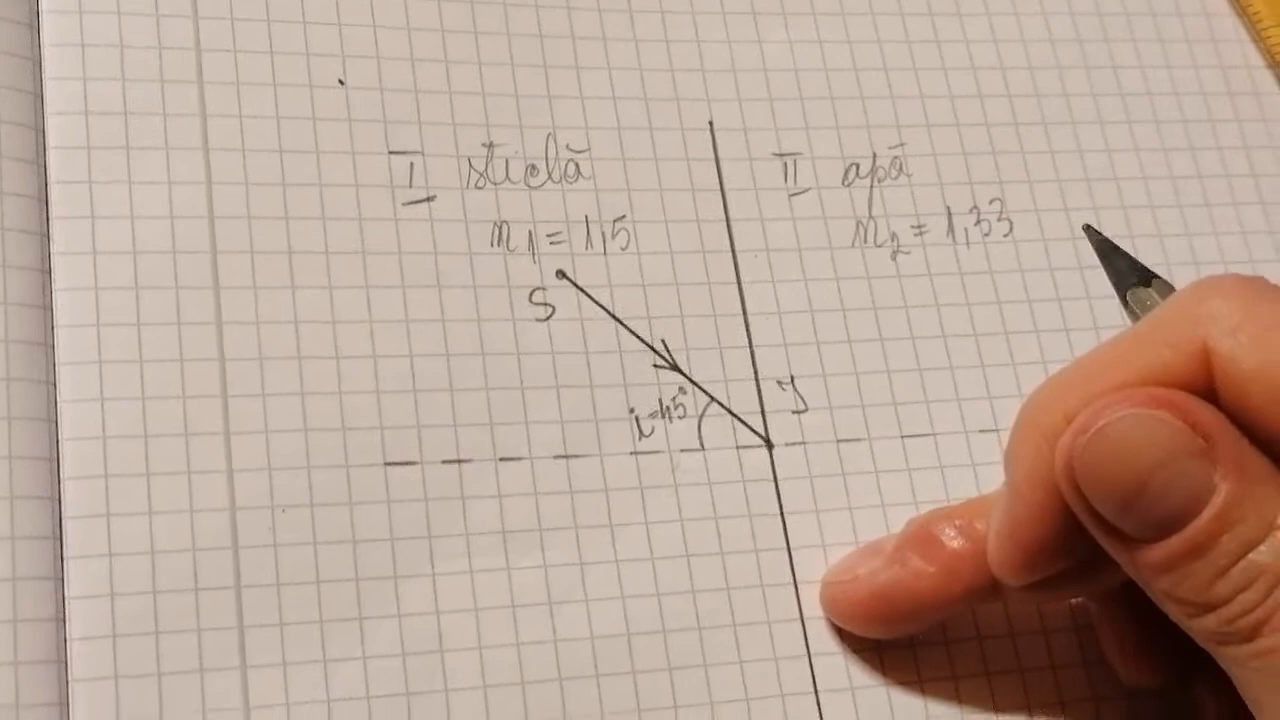 I sticlă
II apă
n₁ = 1,5
n₂ = 1,33
S
i=45°
I